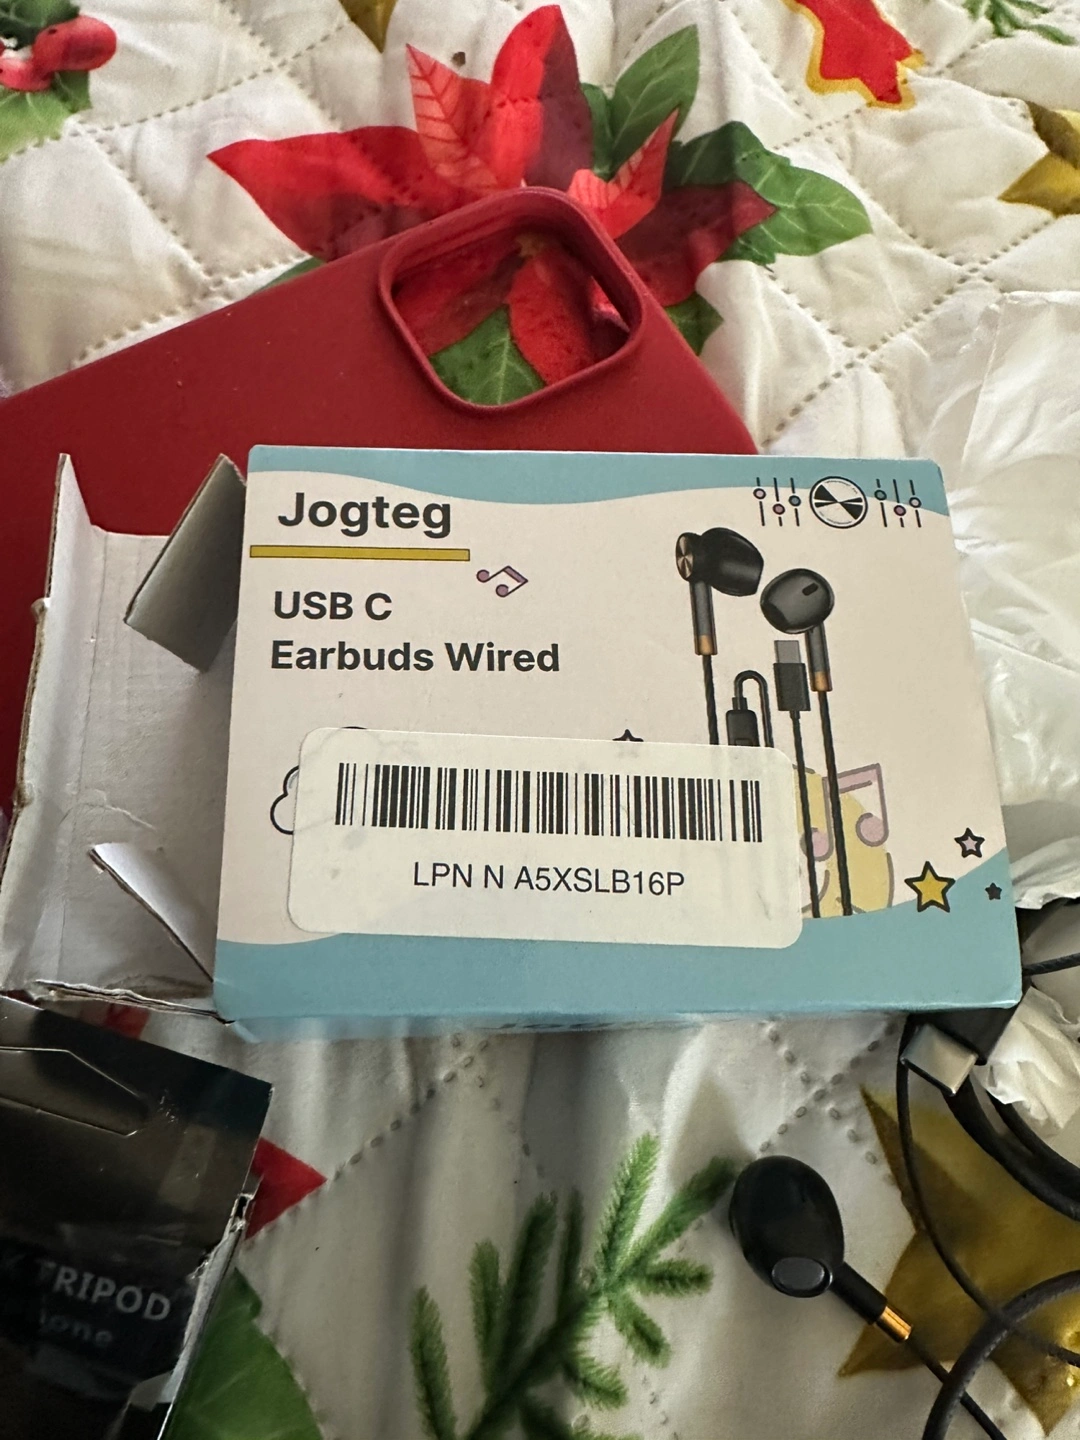 Jogteg
USB C
Earbuds Wired
LPN N A5XSLB16P
TRIPOD